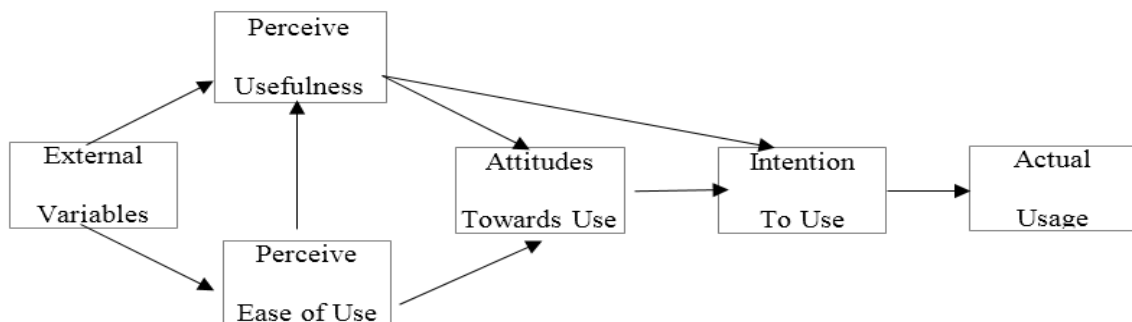 Perceive
Usefulness
External
Variables
Attitudes
Towards Use
Intention
To Use
Actual
Usage
Perceive
Ease of Use